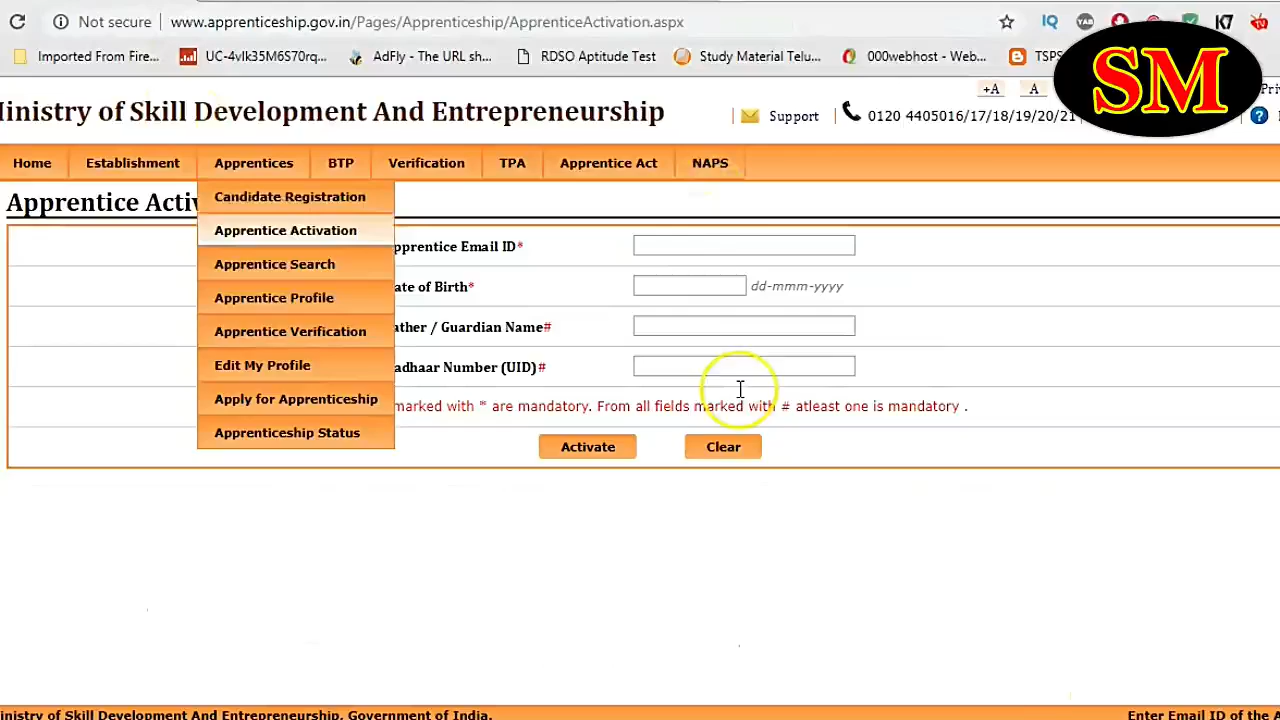 Not secure | www.apprenticeship.gov.in/Pages/Apprenticeship/ApprenticeActivation.aspx
Imported From Fire... UC-4vIk35M6S70rq... AdFly - The URL sh... RDSO Aptitude Test Study Material Telu... 000webhost - Web... TSPS
SM
+A A Pri
inistry of Skill Development And Entrepreneurship
Support 0120 4405016/17/18/19/20/21
Home Establishment Apprentices BTP Verification TPA Apprentice Act NAPS
Apprentice Activ
Candidate Registration
Apprentice Activation
Apprentice Search
Apprentice Profile
Apprentice Verification
Edit My Profile
Apply for Apprenticeship
Apprenticeship Status
pprentice Email ID*
ate of Birth* dd-mmm-yyyy
ather / Guardian Name#
adhaar Number (UID)#
marked with * are mandatory. From all fields marked with # atleast one is mandatory .
Activate Clear
inistry of Skill Development And Entrepreneurship, Government of India. Enter Email ID of the A